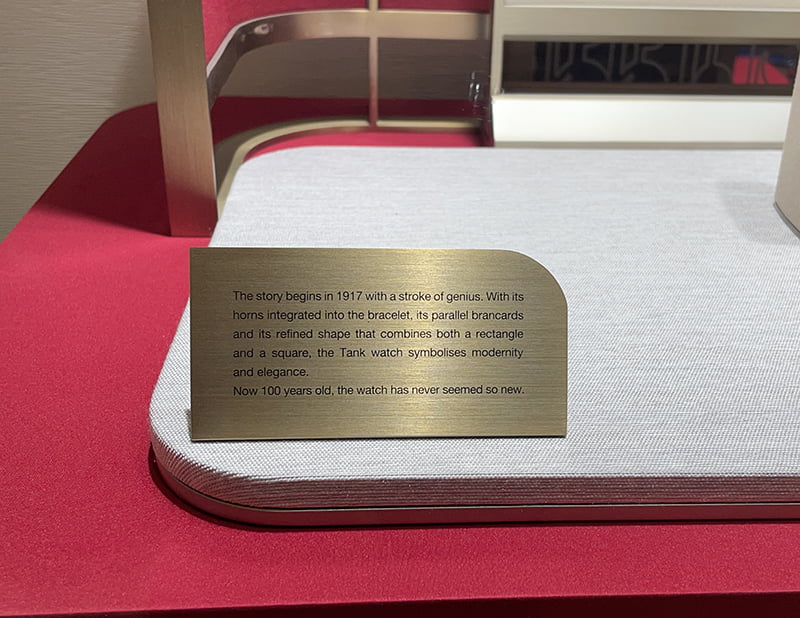 The story begins in 1917 with a stroke of genius. With its
horns integrated into the bracelet, its parallel brancards
and its refined shape that combines both a rectangle
and a square, the Tank watch symbolises modernity
and elegance.
Now 100 years old, the watch has never seemed so new.